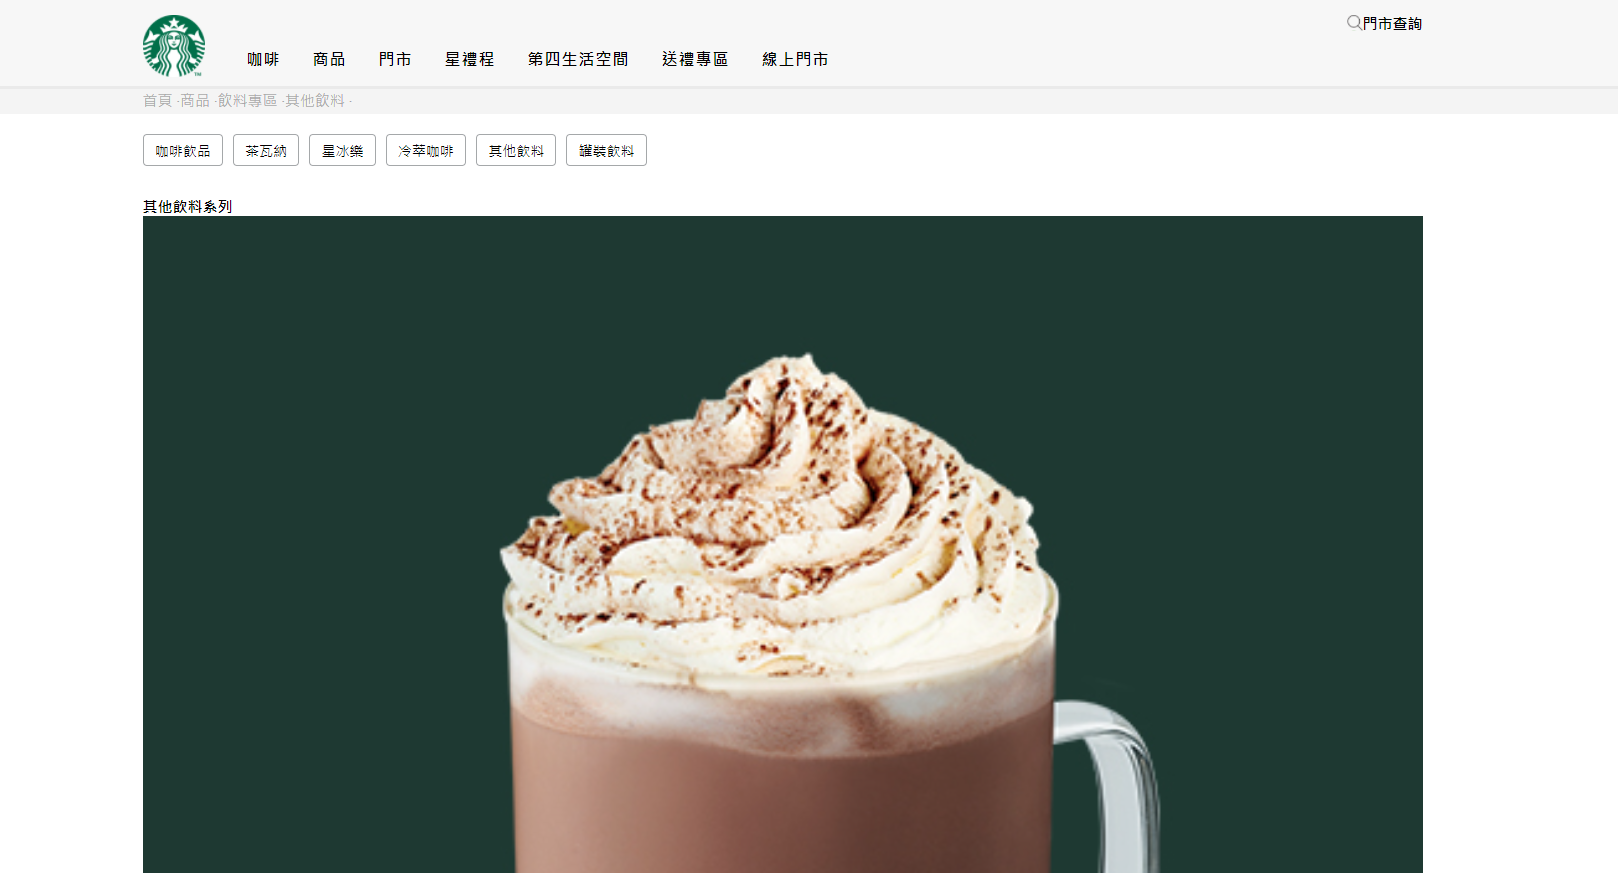 門市查詢
咖啡 商品 門市 星禮程 第四生活空間 送禮專區 線上門市
首頁 ·商品 ·飲料專區 ·其他飲料 ·
咖啡飲品 茶瓦納 星冰樂 冷萃咖啡 其他飲料 罐裝飲料
其他飲料系列